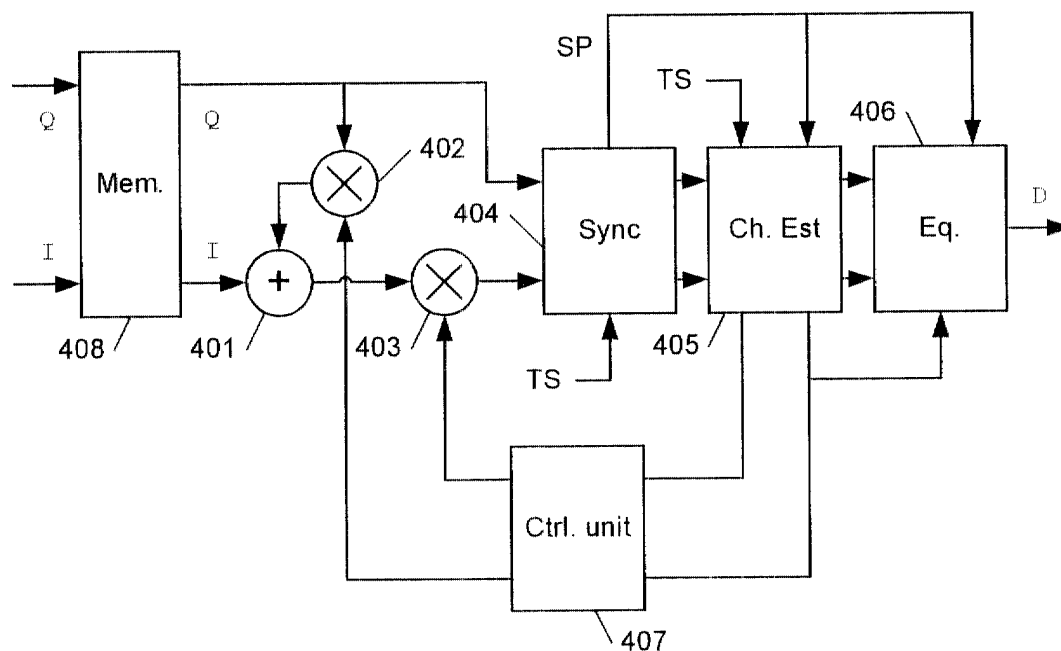 SP
TS
406
Q
Q
402
D
Mem.
404
Sync
Ch. Est
Eq.
I
I
+
408
401
403
405
TS
Ctrl. unit
407